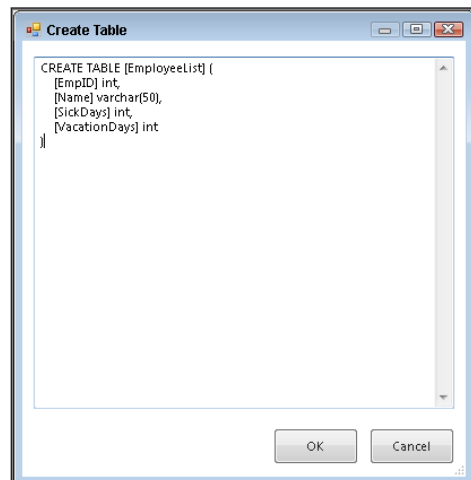 Create Table
CREATE TABLE [EmployeeList] (
[EmpID] int,
[Name] varchar(50),
[SickDays] int,
[VacationDays] int
)
OK
Cancel